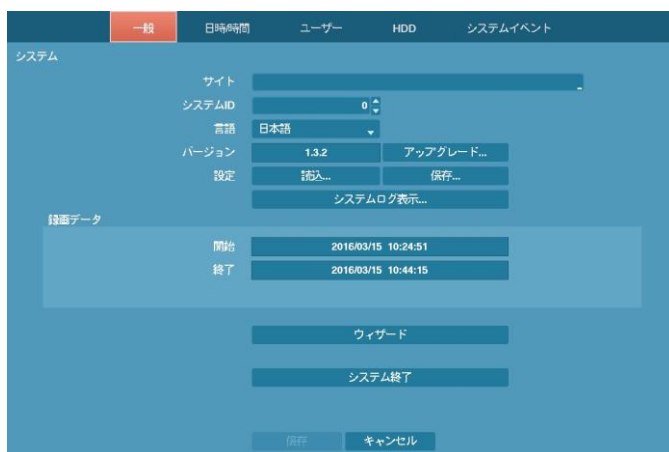 一般 日時/時間 ユーザー HDD システムイベント
システム
サイト
システムID 0
言語 日本語
バージョン 1.3.2 アップグレード...
設定 読込... 保存...
システムログ表示...
録画データ
開始 2016/03/15 10:24:51
終了 2016/03/15 10:44:15
ウィザード
システム終了
保存 キャンセル